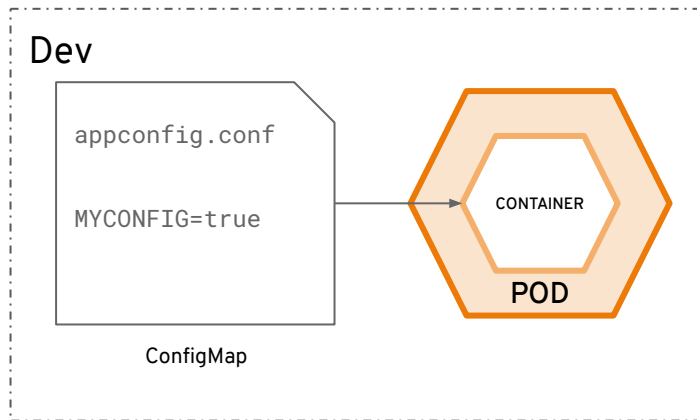 Dev
appconfig.conf
MYCONFIG=true
ConfigMap
CONTAINER
POD